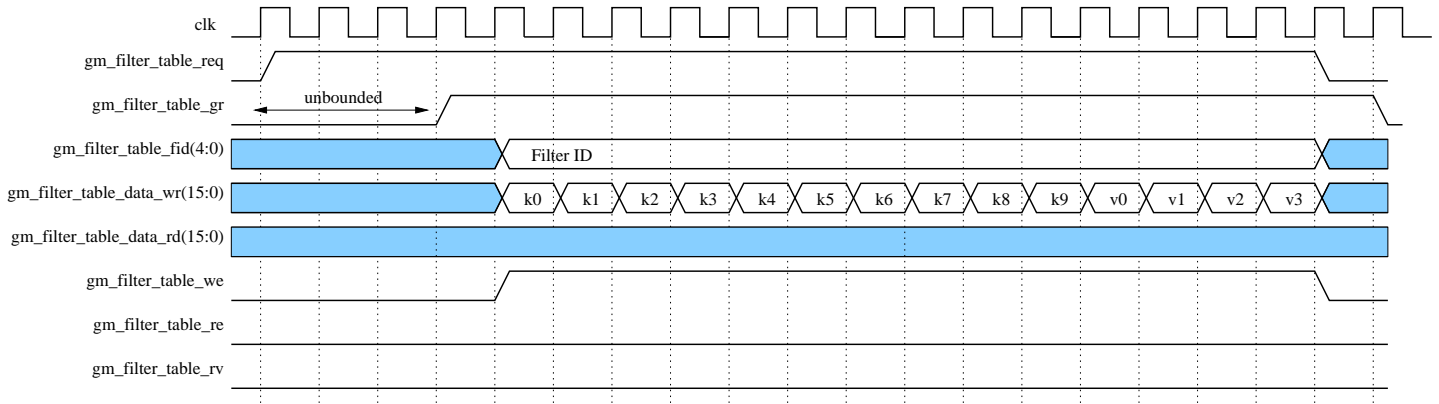 clk
gm_filter_table_req
gm_filter_table_gr
unbounded
gm_filter_table_fid(4:0)
Filter ID
gm_filter_table_data_wr(15:0)
k0 k1 k2 k3 k4 k5 k6 k7 k8 k9 v0 v1 v2 v3
gm_filter_table_data_rd(15:0)
gm_filter_table_we
gm_filter_table_re
gm_filter_table_rv